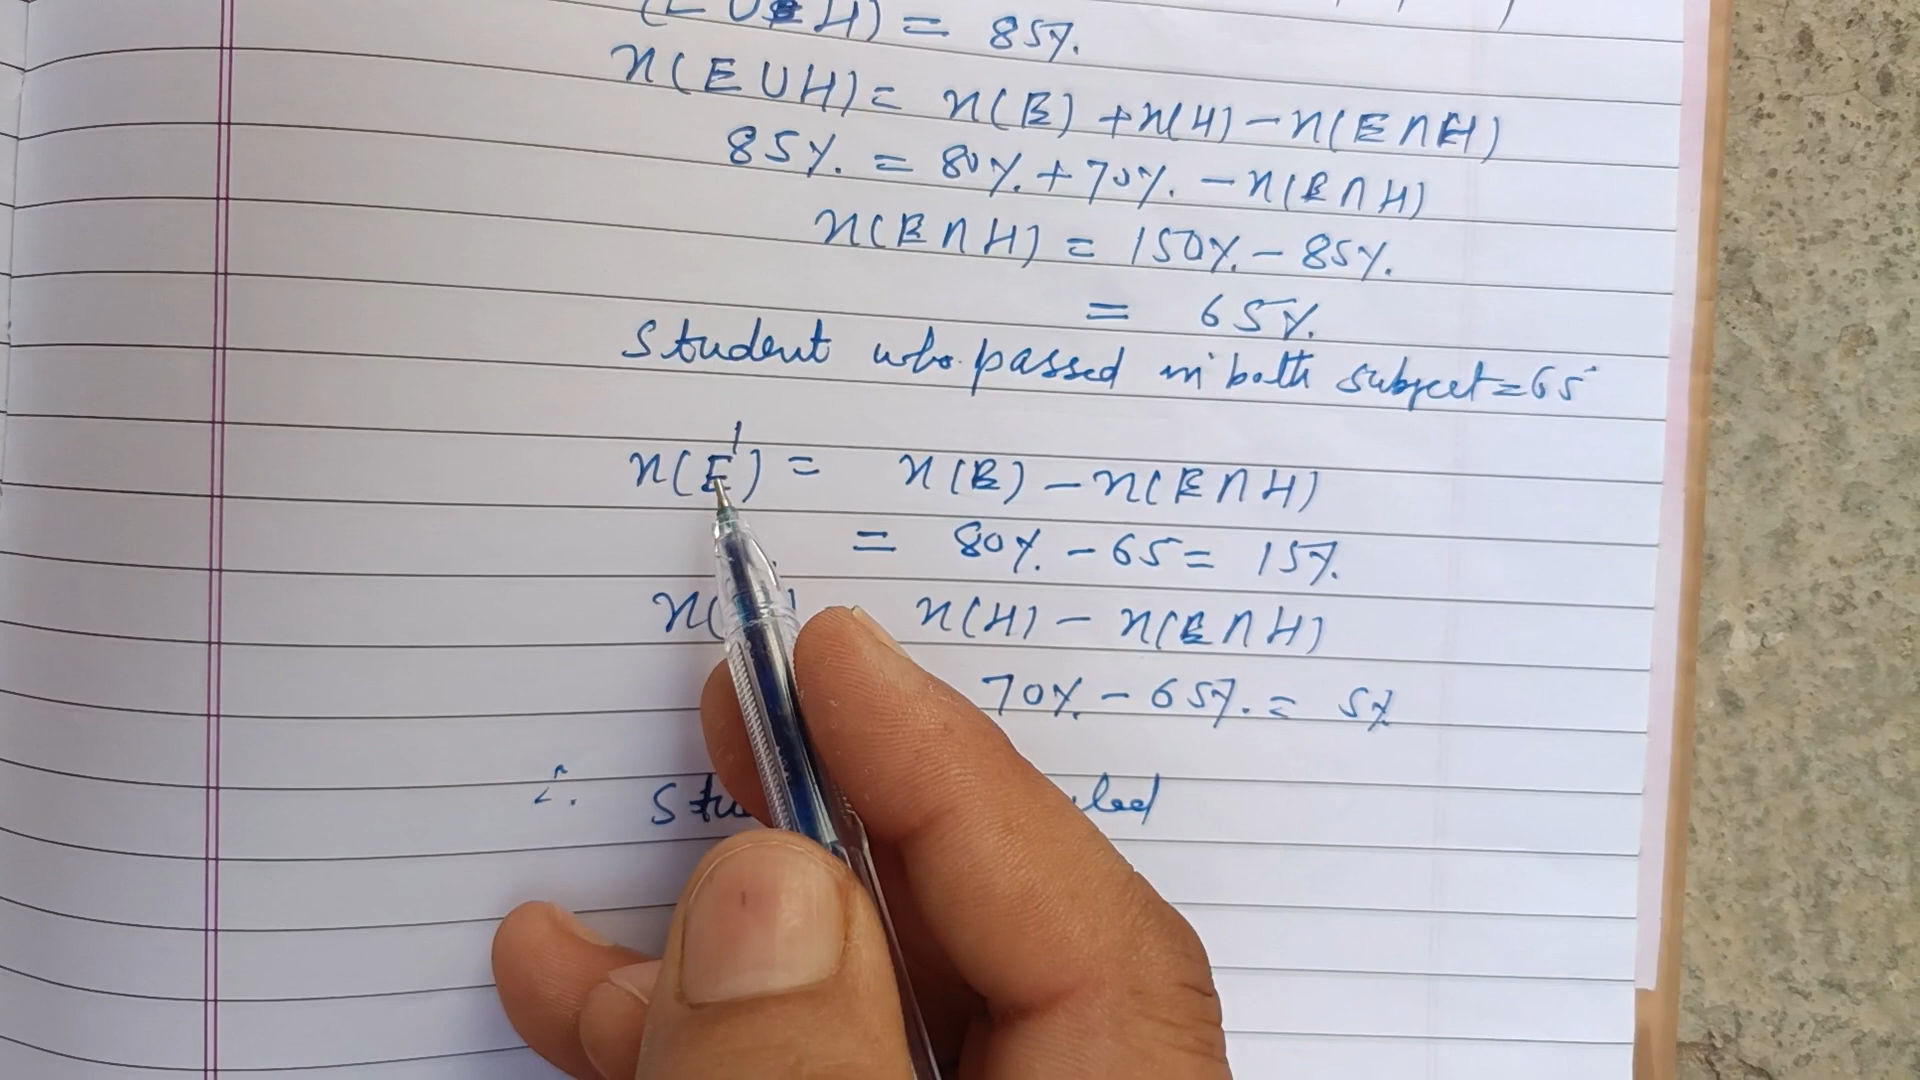 (E U H) = 85%.
n(E U H) = n(E) + n(H) - n(E ∩ H)
85%. = 80%. + 70%. - n(E ∩ H)
n(E ∩ H) = 150%. - 85%.
= 65%.
Student who passed in both subject = 65
n(E') = n(E) - n(E ∩ H)
= 80%. - 65 = 15%.
n( n(H) - n(E ∩ H)
70%. - 65%. = 5%
∴